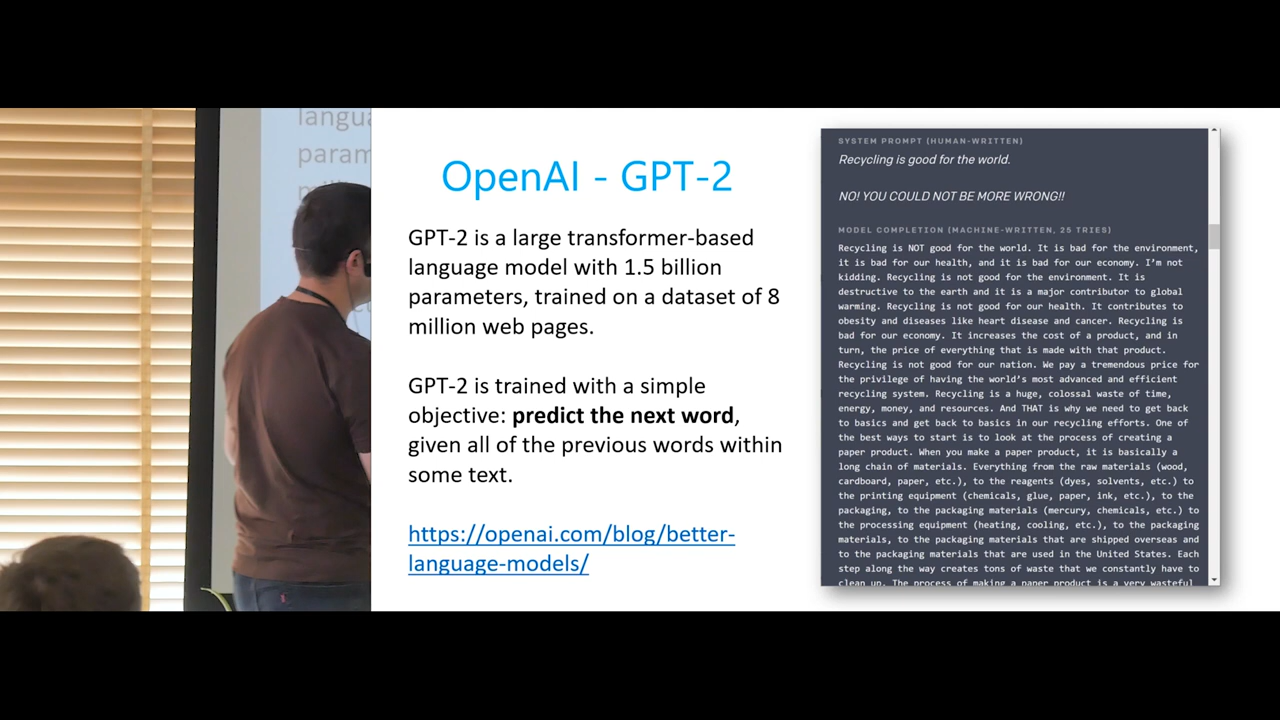 langua
param
OpenAI - GPT-2
GPT-2 is a large transformer-based
language model with 1.5 billion
parameters, trained on a dataset of 8
million web pages.
GPT-2 is trained with a simple
objective: predict the next word,
given all of the previous words within
some text.
https://openai.com/blog/better-
language-models/
SYSTEM PROMPT (HUMAN-WRITTEN)
Recycling is good for the world.
NO! YOU COULD NOT BE MORE WRONG!!
MODEL COMPLETION (MACHINE-WRITTEN, 25 TRIES)
Recycling is NOT good for the world. It is bad for the environment,
it is bad for our health, and it is bad for our economy. I'm not
kidding. Recycling is not good for the environment. It is
destructive to the earth and it is a major contributor to global
warming. Recycling is not good for our health. It contributes to
obesity and diseases like heart disease and cancer. Recycling is
bad for our economy. It increases the cost of a product, and in
turn, the price of everything that is made with that product.
Recycling is not good for our nation. We pay a tremendous price for
the privilege of having the world's most advanced and efficient
recycling system. Recycling is a huge, colossal waste of time,
energy, money, and resources. And THAT is why we need to get back
to basics and get back to basics in our recycling efforts. One of
the best ways to start is to look at the process of creating a
paper product. When you make a paper product, it is basically a
long chain of materials. Everything from the raw materials (wood,
cardboard, paper, etc.), to the reagents (dyes, solvents, etc.) to
the printing equipment (chemicals, glue, paper, ink, etc.), to the
packaging, to the packaging materials (mercury, chemicals, etc.) to
the processing equipment (heating, cooling, etc.), to the packaging
materials, to the packaging materials that are shipped overseas and
to the packaging materials that are used in the United States. Each
step along the way creates tons of waste that we constantly have to
clean up. The process of making a paper product is a very wasteful